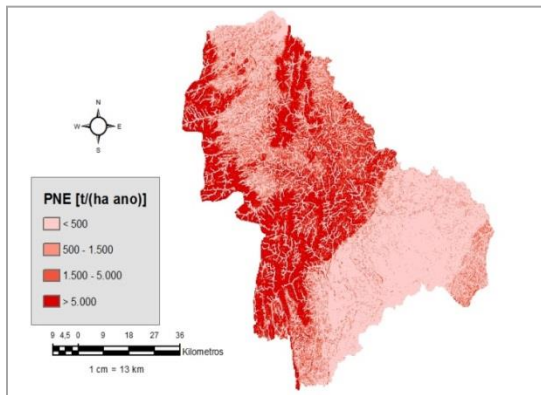 N
W E
S
PNE [t/(ha ano)]
< 500
500 - 1.500
1.500 - 5.000
> 5.000
9 4,5 0 9 18 27 36
Kilometros
1 cm = 13 km